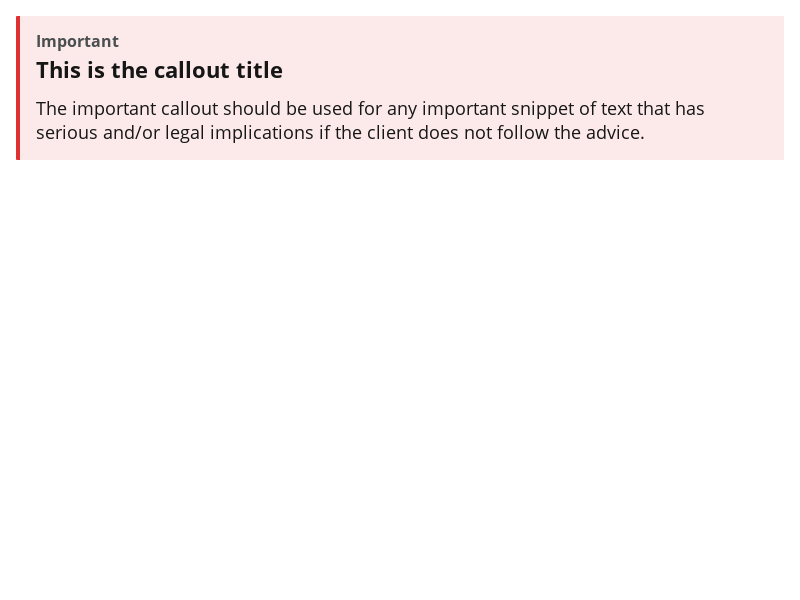 Important
This is the callout title
The important callout should be used for any important snippet of text that has
serious and/or legal implications if the client does not follow the advice.